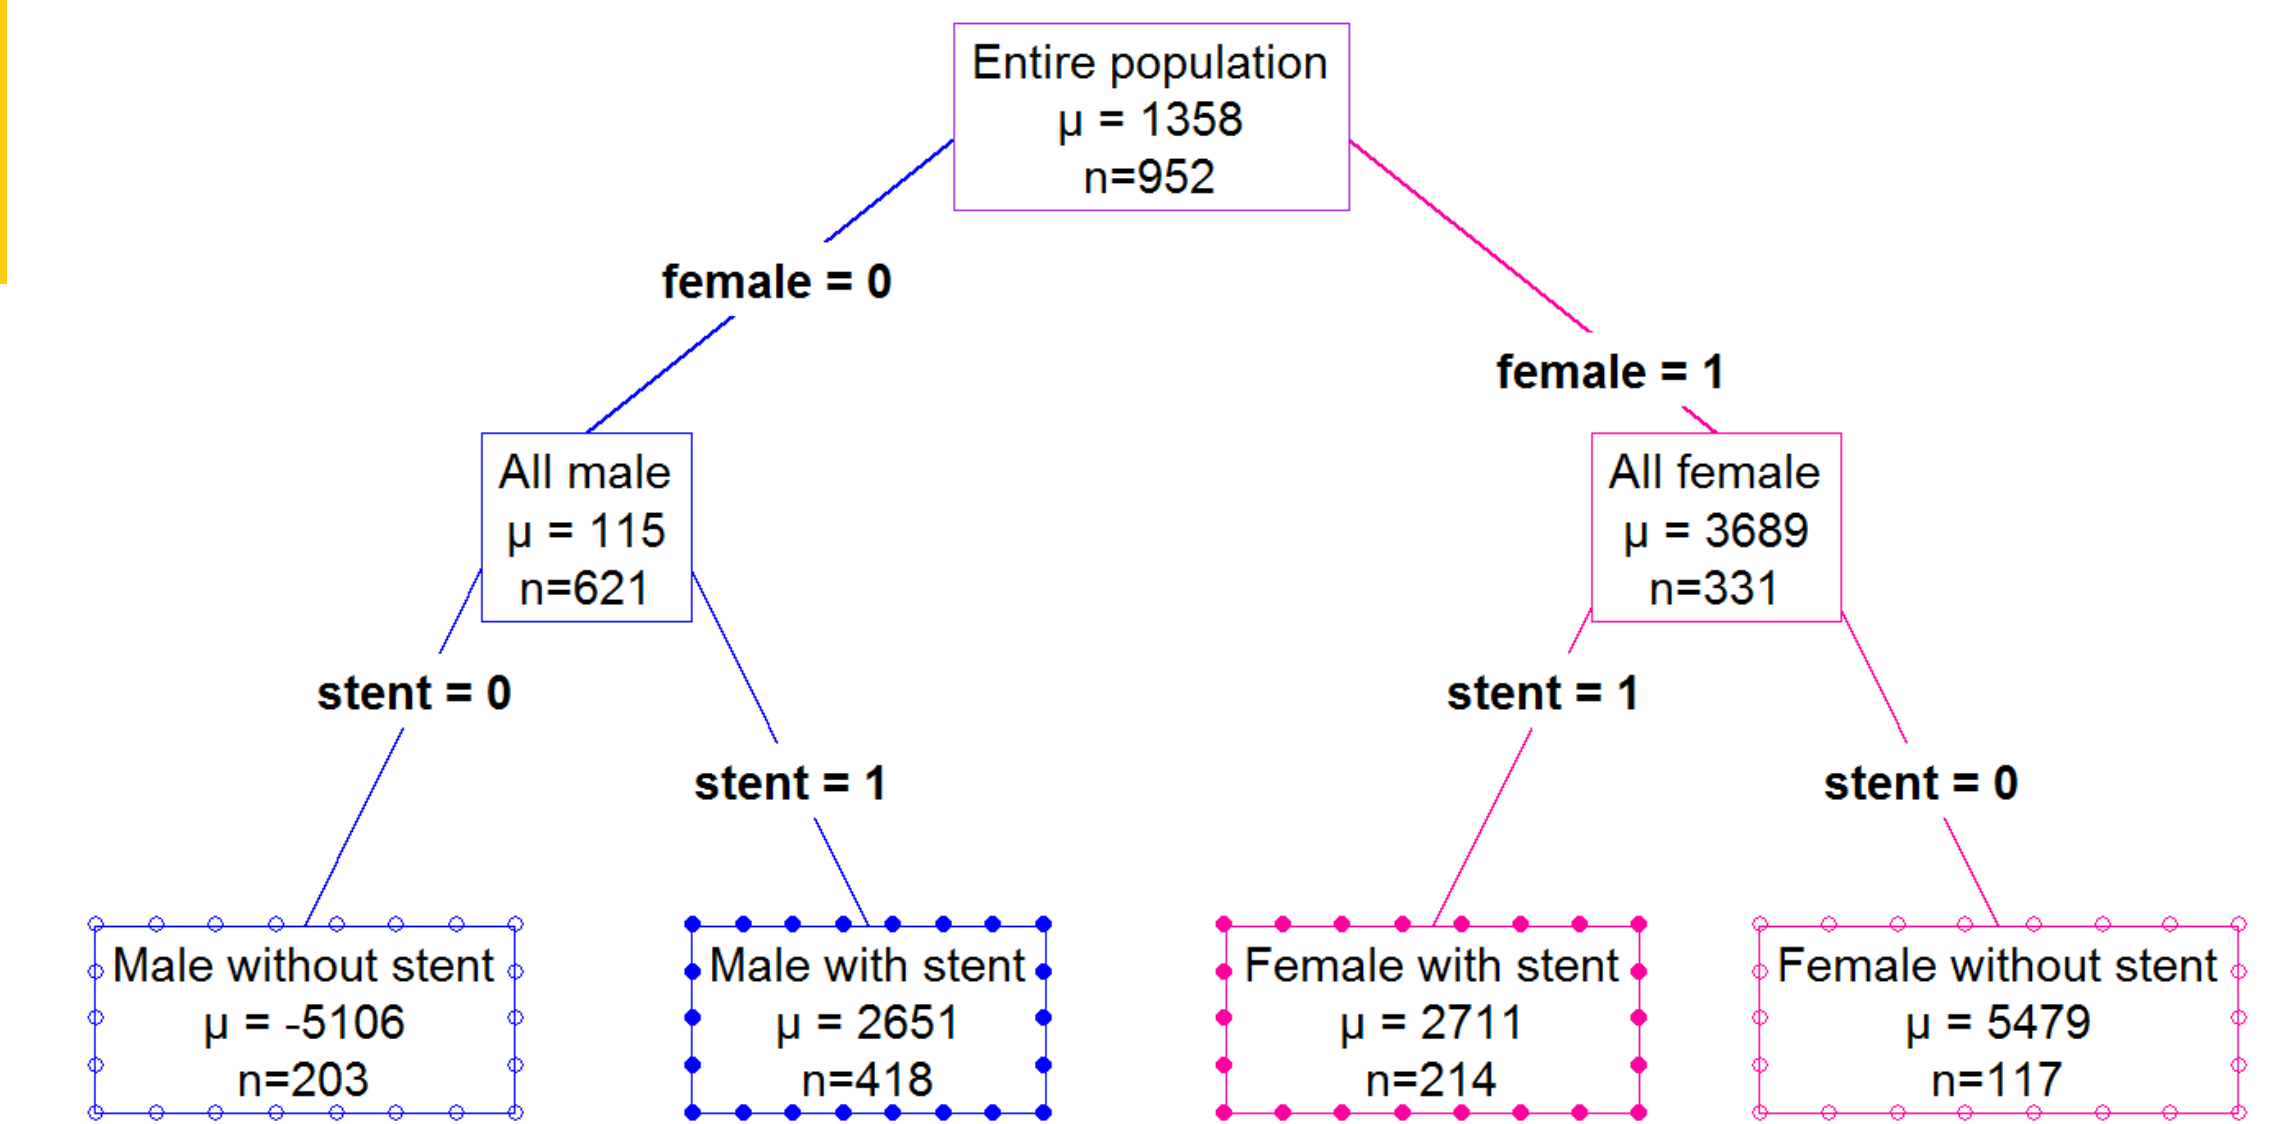 Entire population
μ = 1358
n=952
female = 0
female = 1
All male
μ = 115
n=621
All female
μ = 3689
n=331
stent = 0
stent = 1
stent = 1
stent = 0
Male without stent
μ = -5106
n=203
Male with stent
μ = 2651
n=418
Female with stent
μ = 2711
n=214
Female without stent
μ = 5479
n=117